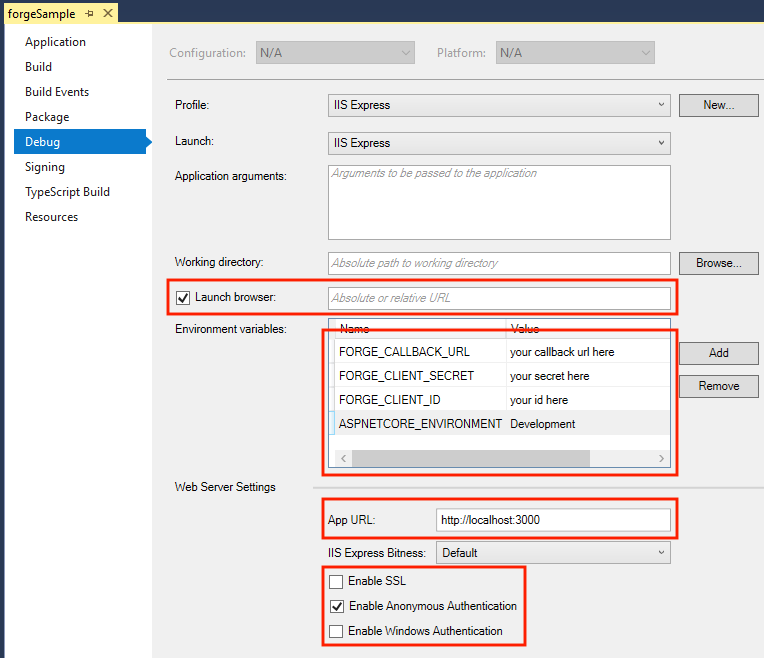 forgeSample
Application
Build
Build Events
Package
Debug
Signing
TypeScript Build
Resources
Configuration: N/A Platform: N/A
Profile: IIS Express New...
Launch: IIS Express
Application arguments: Arguments to be passed to the application
Working directory: Absolute path to working directory Browse...
Launch browser: Absolute or relative URL
Environment variables: Name Value
FORGE_CALLBACK_URL your callback url here Add
FORGE_CLIENT_SECRET your secret here Remove
FORGE_CLIENT_ID your id here
ASPNETCORE_ENVIRONMENT Development
Web Server Settings
App URL: http://localhost:3000
IIS Express Bitness: Default
Enable SSL
Enable Anonymous Authentication
Enable Windows Authentication